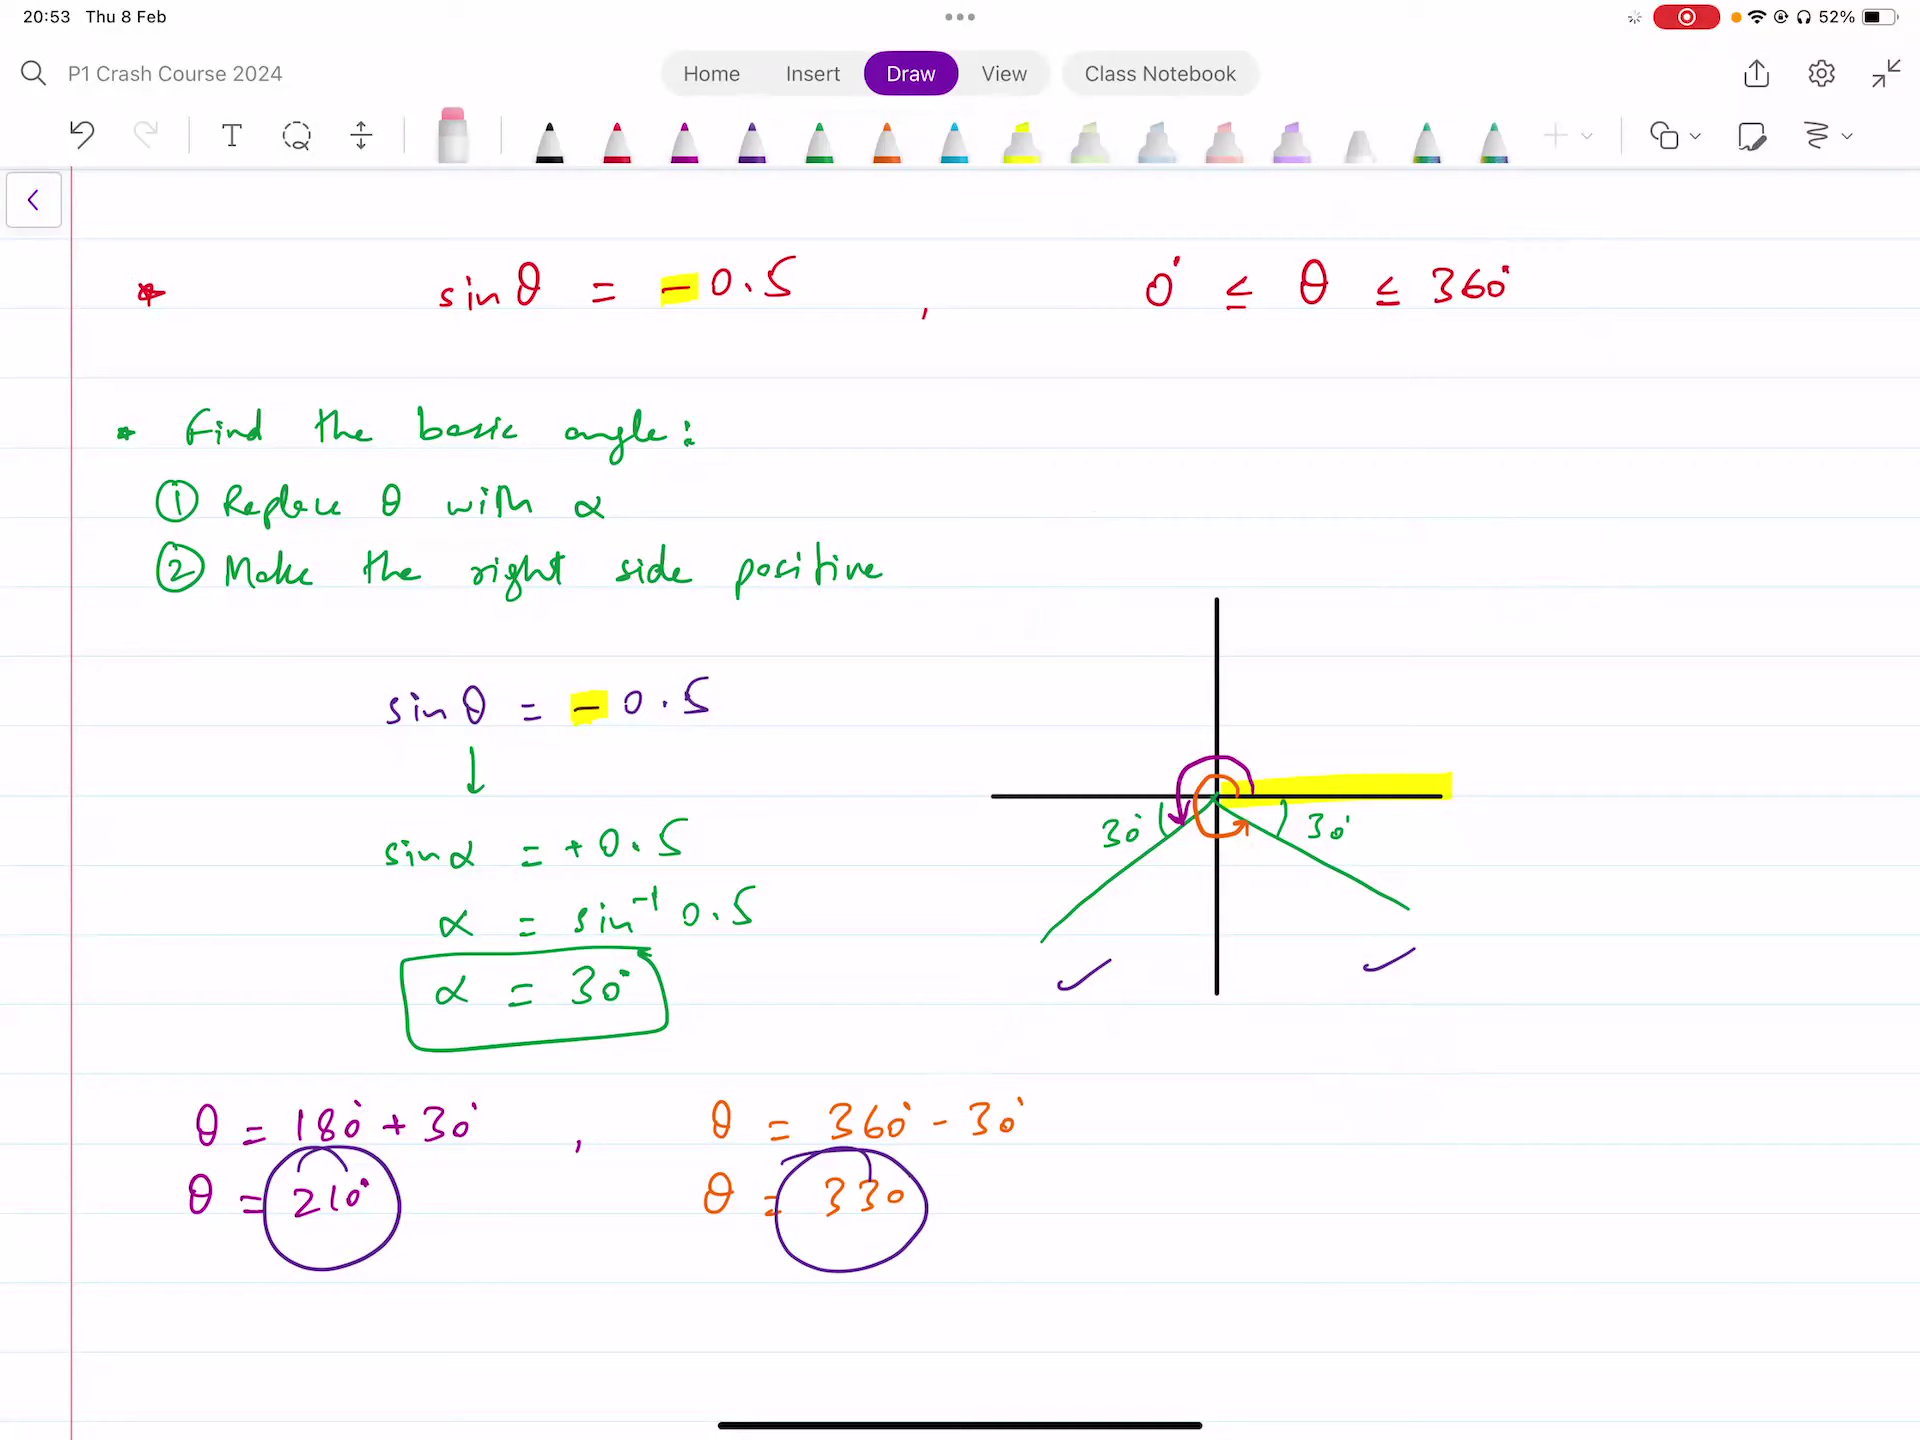 20:53 Thu 8 Feb 52%
P1 Crash Course 2024 Home Insert Draw View Class Notebook
T
* sin θ = - 0.5 , 0° ≤ θ ≤ 360°
* Find the basic angle:
① Replace θ with α
② Make the right side positive
sin θ = - 0.5
↓
sin α = + 0.5
α = sin⁻¹ 0.5
α = 30°
30° 30°
θ = 180° + 30° , θ = 360° - 30°
θ = 210° θ = 330